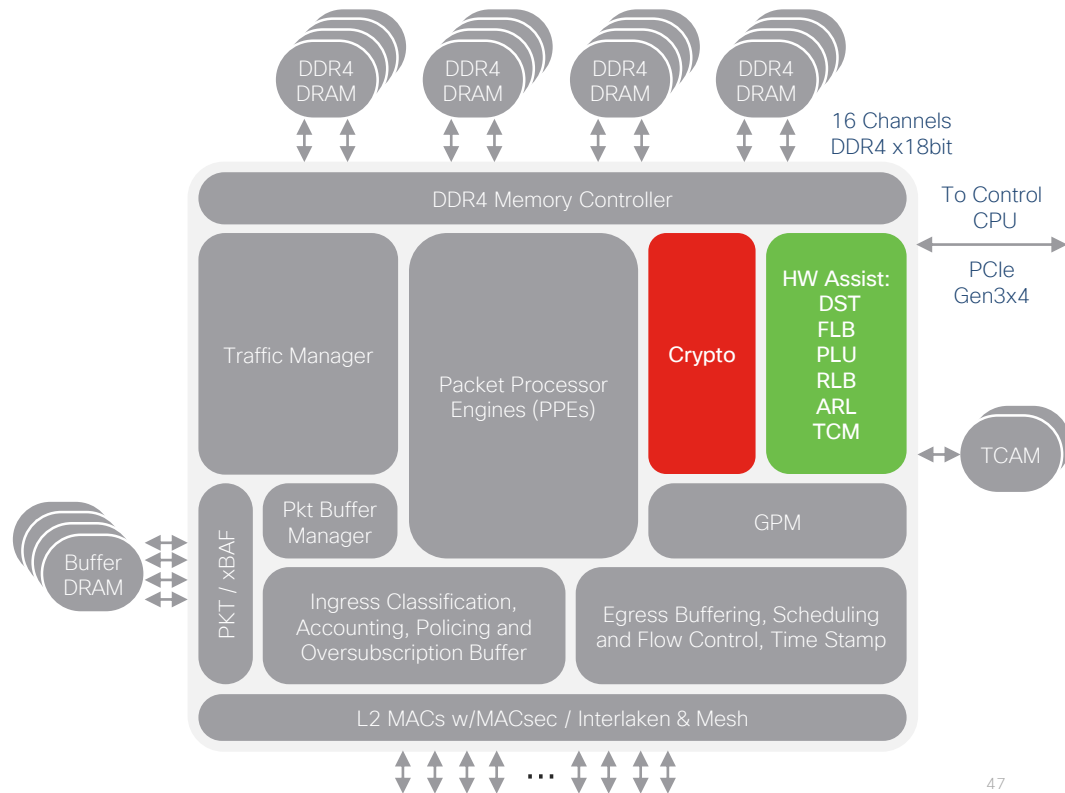 DDR4
DRAM
DDR4
DRAM
DDR4
DRAM
DDR4
DRAM
16 Channels
DDR4 x18bit
DDR4 Memory Controller
To Control
CPU
PCIe
Gen3x4
Traffic Manager
Packet Processor
Engines (PPEs)
Crypto
HW Assist:
DST
FLB
PLU
RLB
ARL
TCM
TCAM
Buffer
DRAM
PKT / xBAF
Pkt Buffer
Manager
GPM
Ingress Classification,
Accounting, Policing and
Oversubscription Buffer
Egress Buffering, Scheduling
and Flow Control, Time Stamp
L2 MACs w/MACsec / Interlaken & Mesh
...
47